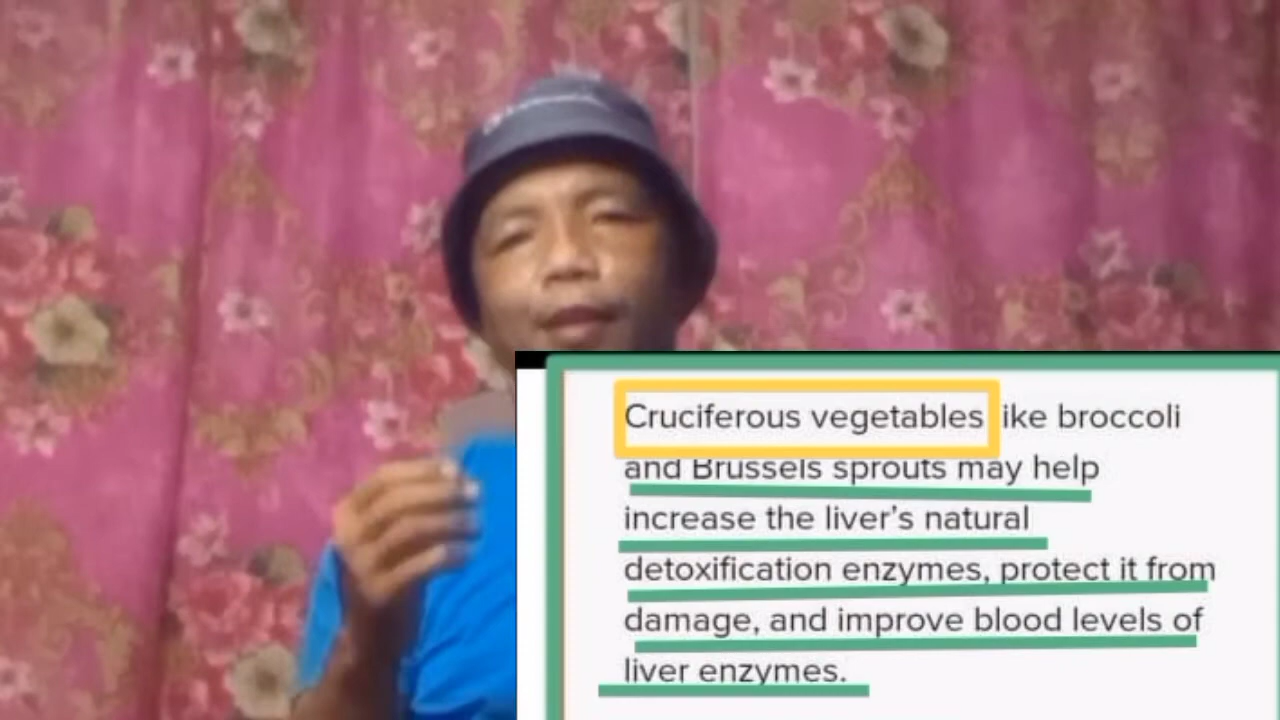 Cruciferous vegetables ike broccoli
and Brussels sprouts may help
increase the liver's natural
detoxification enzymes, protect it from
damage, and improve blood levels of
liver enzymes.